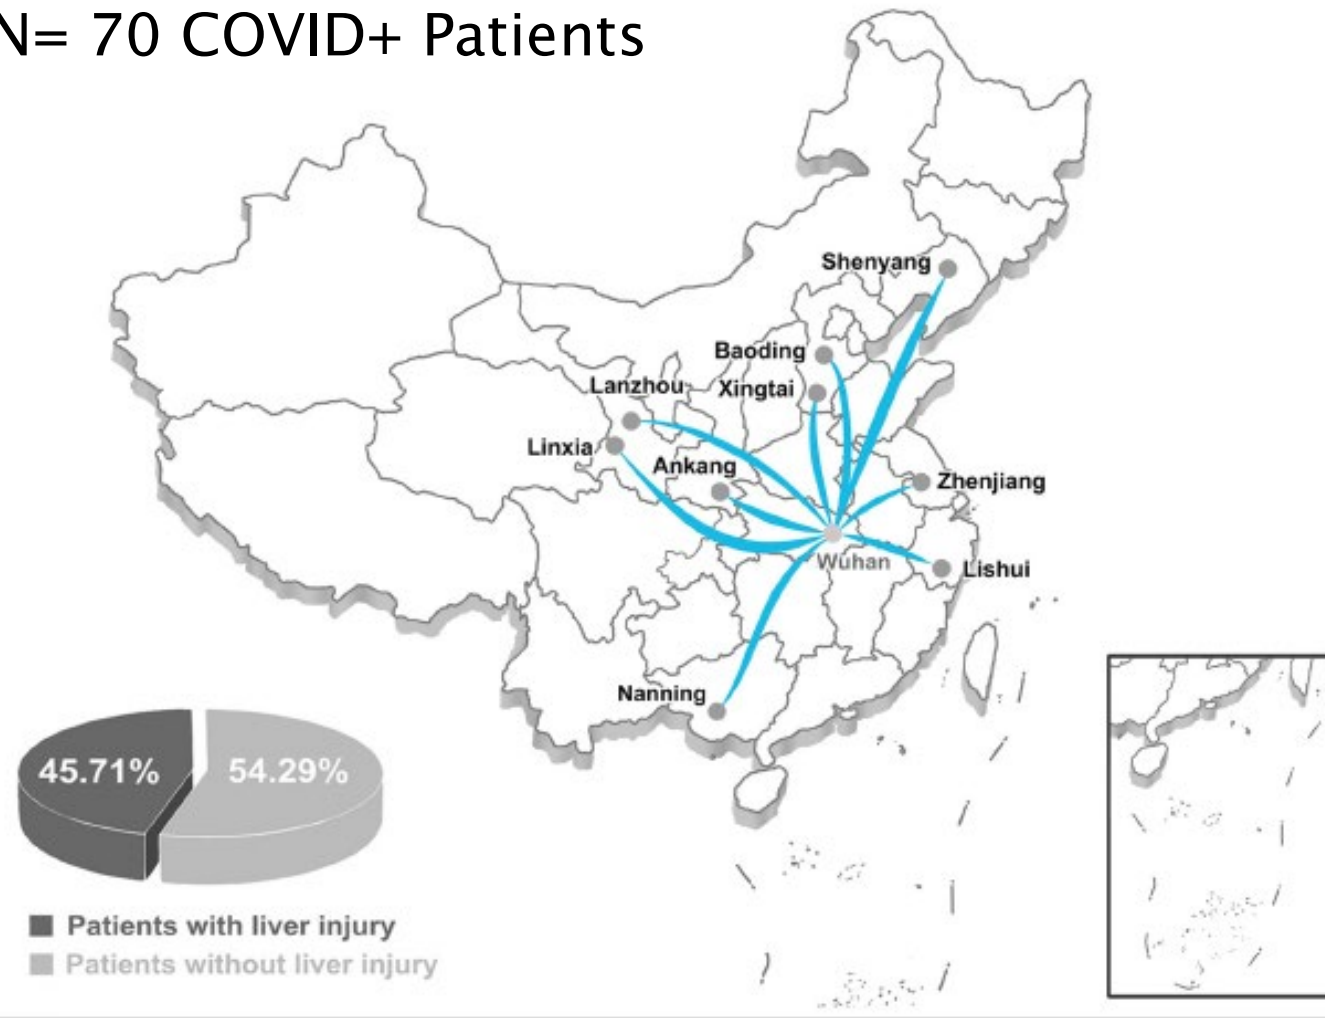 N= 70 COVID+ Patients
Shenyang
Baoding
Lanzhou
Xingtai
Linxia
Ankang
Zhenjiang
Wuhan
Lishui
Nanning
45.71%
54.29%
Patients with liver injury
Patients without liver injury